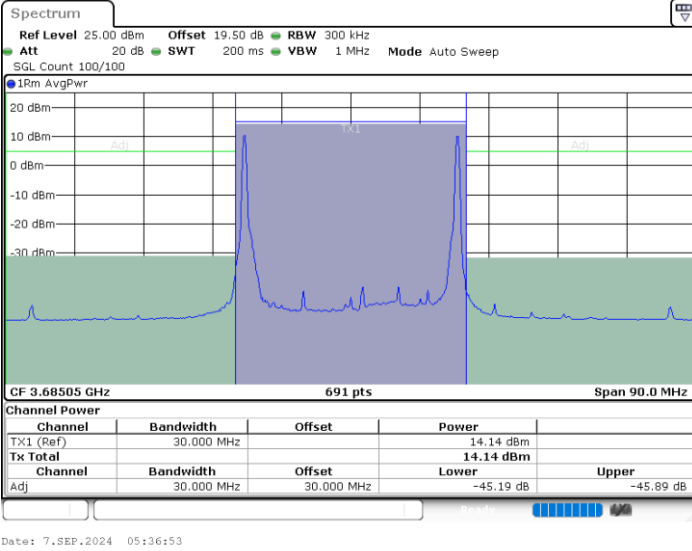 Spectrum
Ref Level 25.00 dBm Offset 19.50 dB RBW 300 kHz
Att 20 dB SWT 200 ms VBW 1 MHz Mode Auto Sweep
SGL Count 100/100
1Rm AvgPwr
20 dBm
TX1
10 dBm
Adj Adj
0 dBm
-10 dBm
-20 dBm
-30 dBm
CF 3.68505 GHz 691 pts Span 90.0 MHz
Channel Power
Channel Bandwidth Offset Power
TX1 (Ref) 30.000 MHz 14.14 dBm
Tx Total 14.14 dBm
Channel Bandwidth Offset Lower Upper
Adj 30.000 MHz 30.000 MHz -45.19 dB -45.89 dB
Ready
Date: 7.SEP.2024 05:36:53